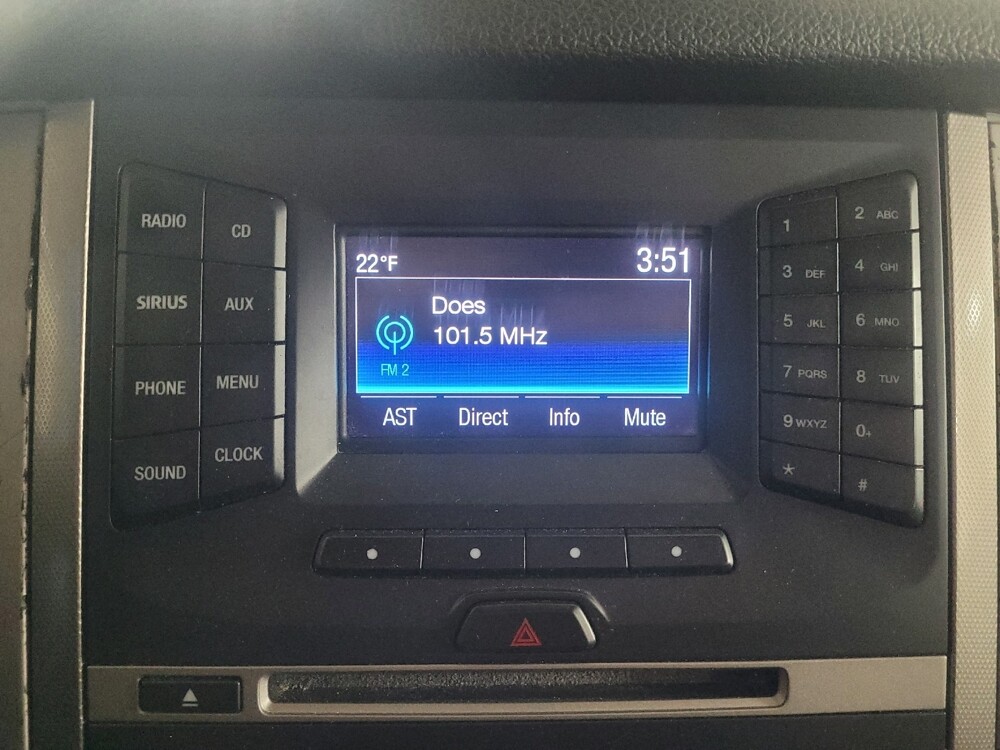 RADIO
CD
SIRIUS
AUX
PHONE
MENU
SOUND
CLOCK
22°F
3:51
Does
101.5 MHz
FM 2
AST Direct Info Mute
1
2 ABC
3 DEF
4 GHI
5 JKL
6 MNO
7 PQRS
8 TUV
9 WXYZ
0+
*
#